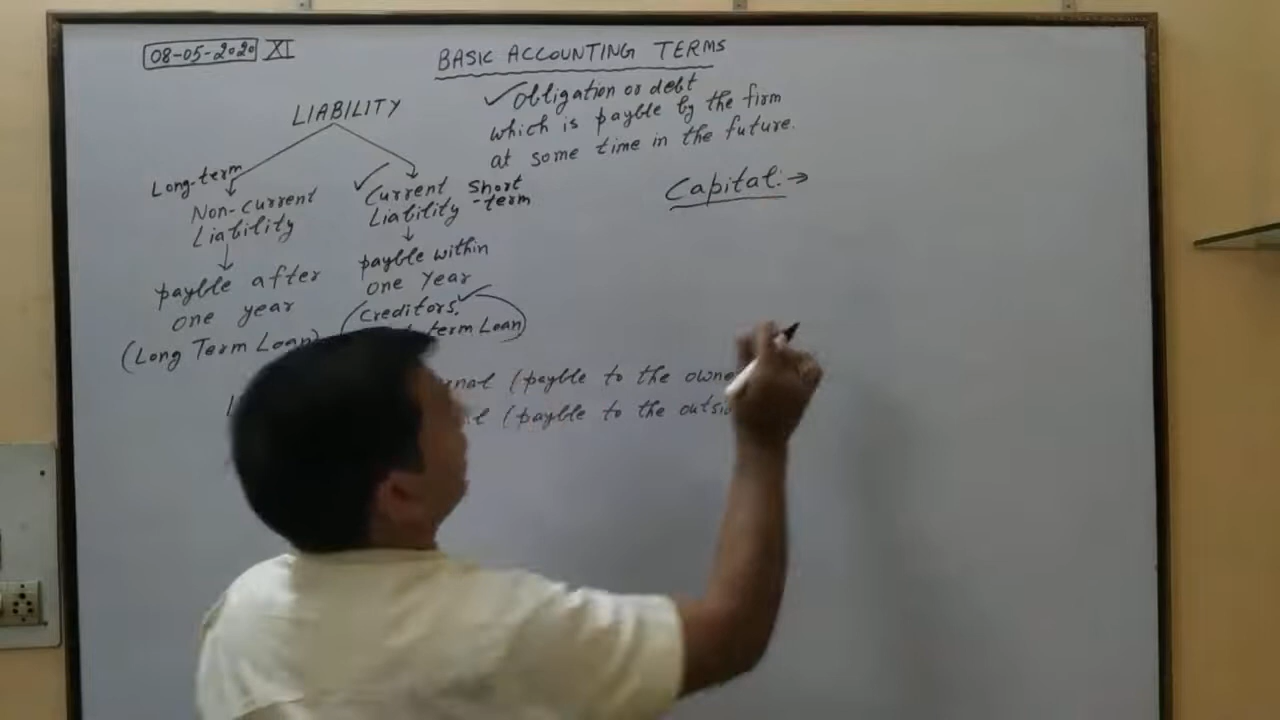 08-05-2020 XI
BASIC ACCOUNTING TERMS
LIABILITY
✓ Obligation or debt
which is payble by the firm
at some time in the future.
Long-term
Non-Current
Liability
payble after
one year
(Long Term Loan)
✓ Current Short
Liability -term
payble within
one year
(Creditors, ✓
term Loan)
(payble to the
(payble to the
Capital:→